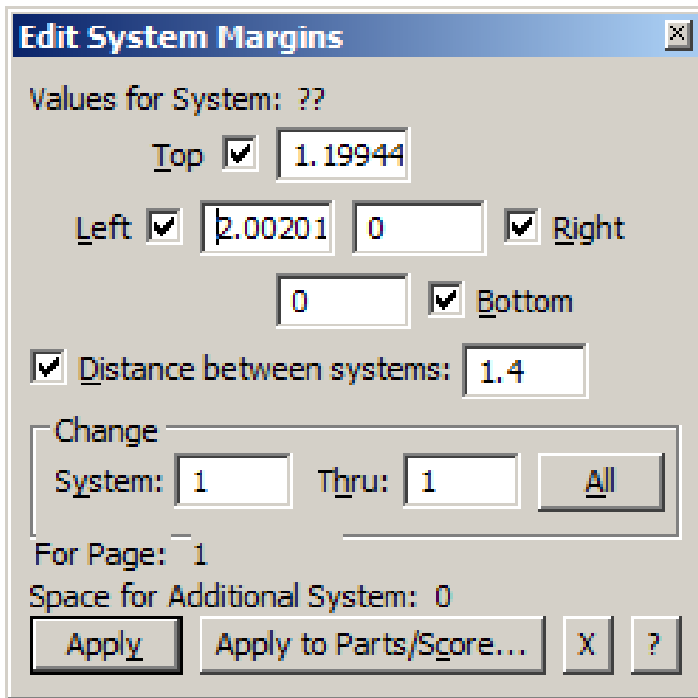 Edit System Margins
Values for System: ??
Top 1.19944
Left 2.00201 0 Right
0 Bottom
Distance between systems: 1.4
Change
System: 1 Thru: 1 All
For Page: 1
Space for Additional System: 0
Apply Apply to Parts/Score... X ?